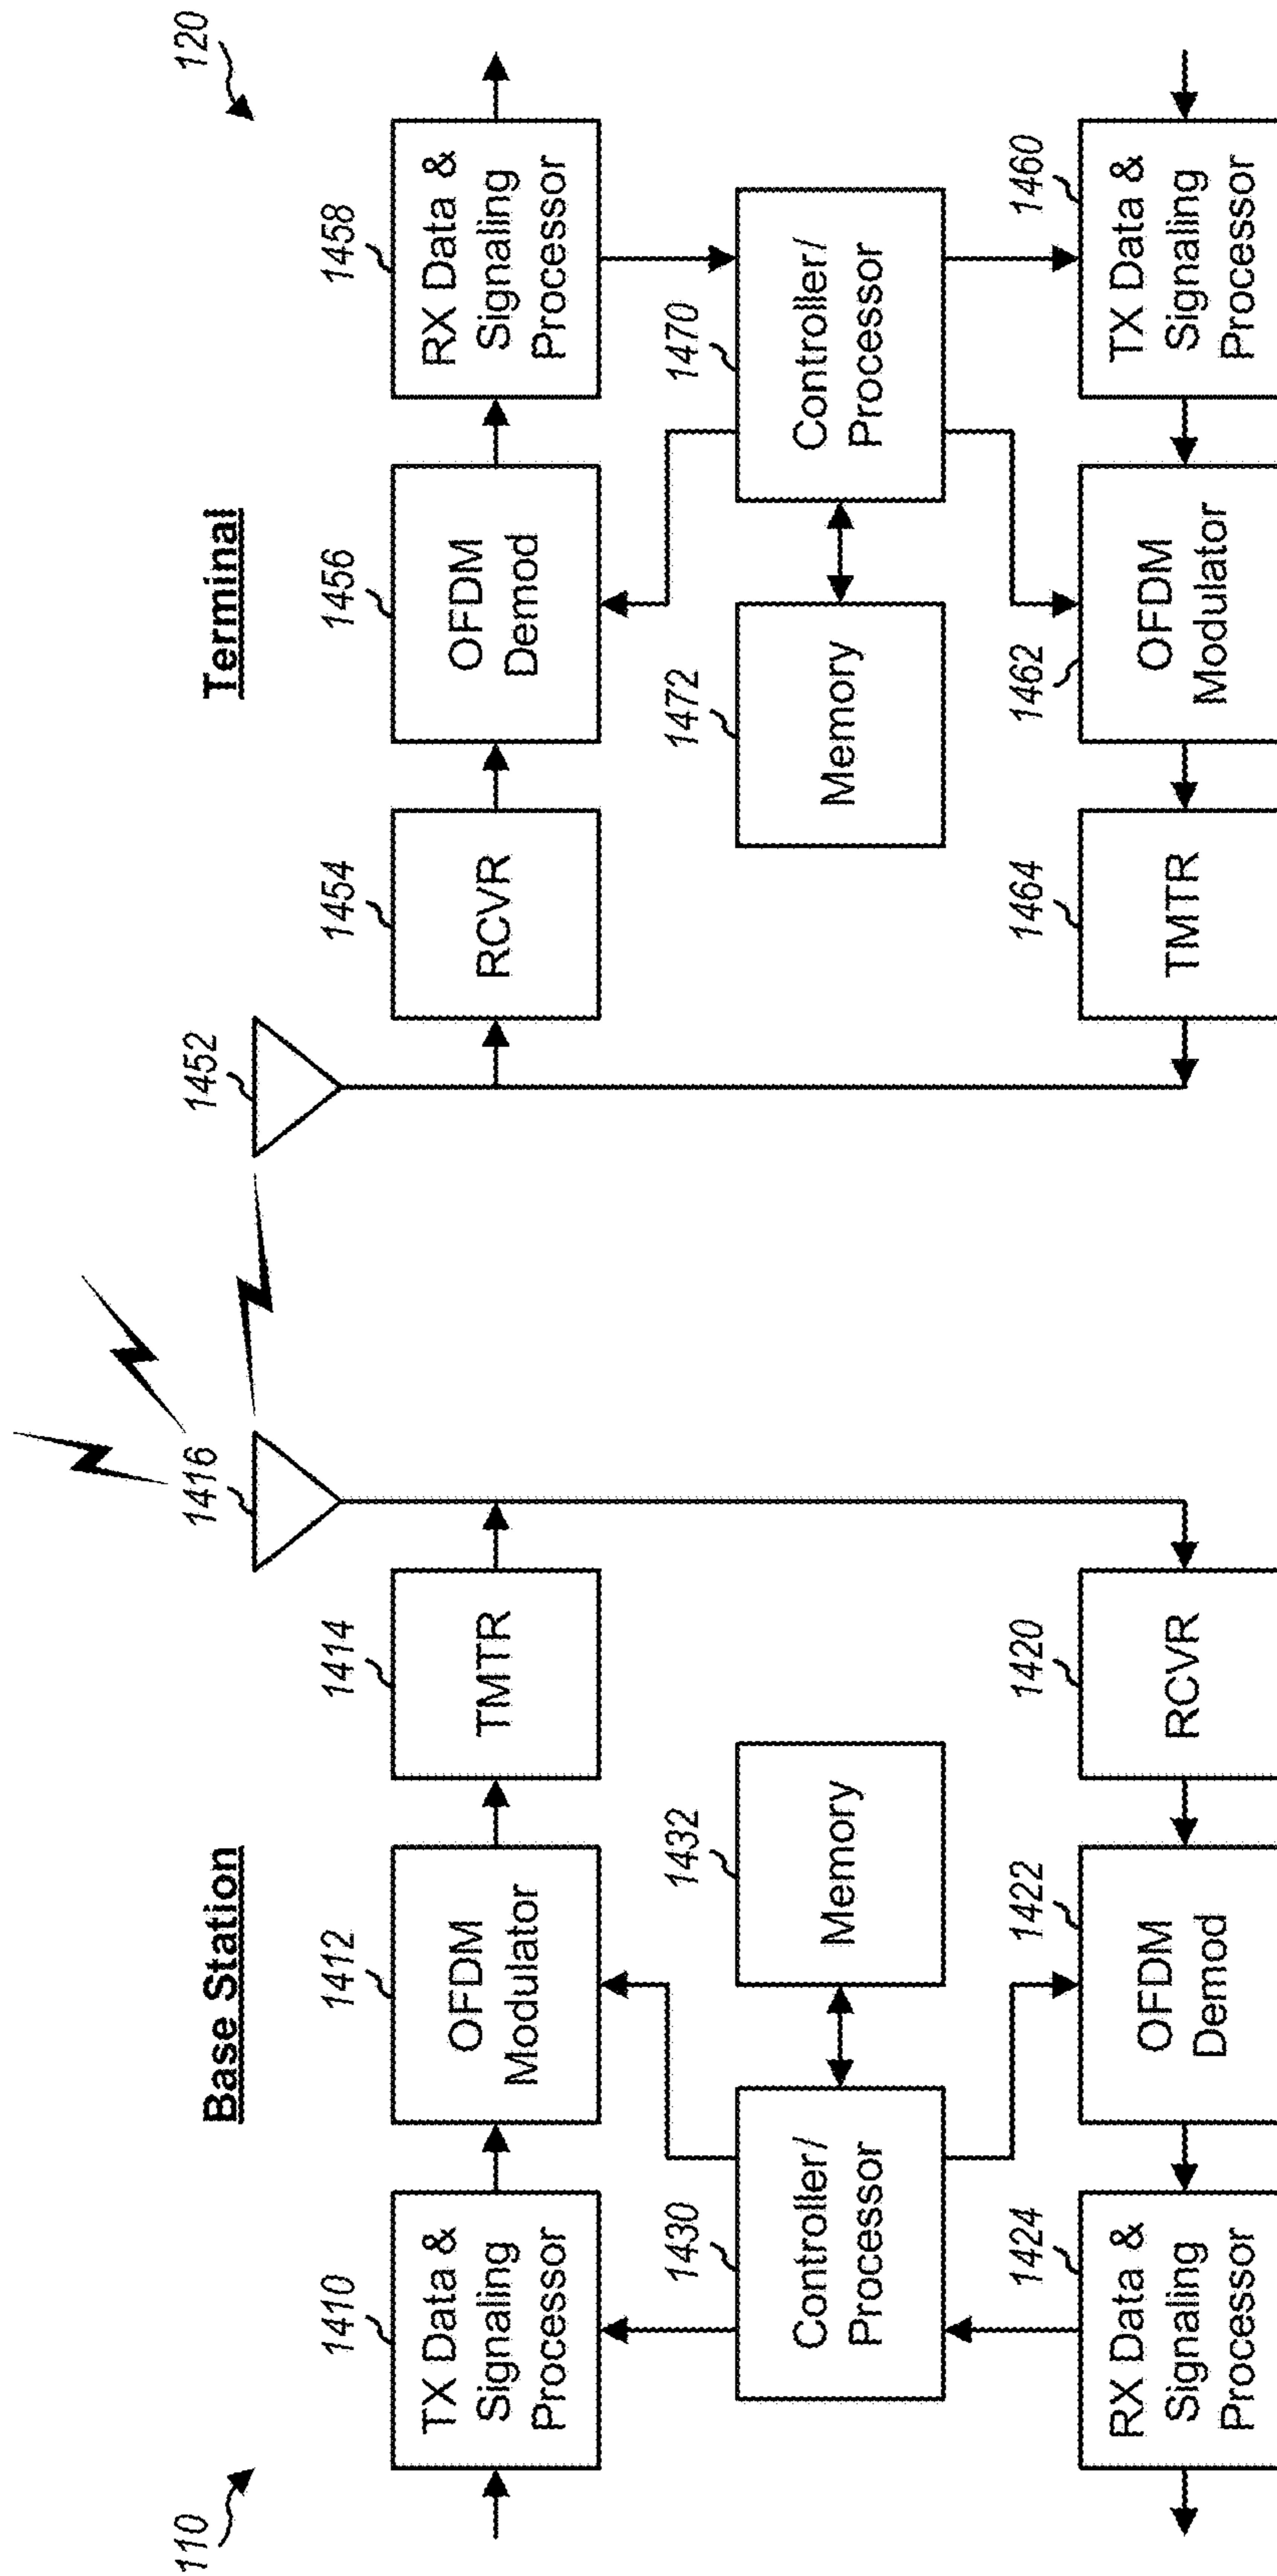 110
Base Station
1410
TX Data &
Signaling
Processor
1412
OFDM
Modulator
1414
TMTR
1416
1430
Controller/
Processor
1432
Memory
1424
RX Data &
Signaling
Processor
1422
OFDM
Demod
1420
RCVR
120
Terminal
1452
1454
RCVR
1456
OFDM
Demod
1458
RX Data &
Signaling
Processor
1472
Memory
1470
Controller/
Processor
1464
TMTR
1462
OFDM
Modulator
1460
TX Data &
Signaling
Processor